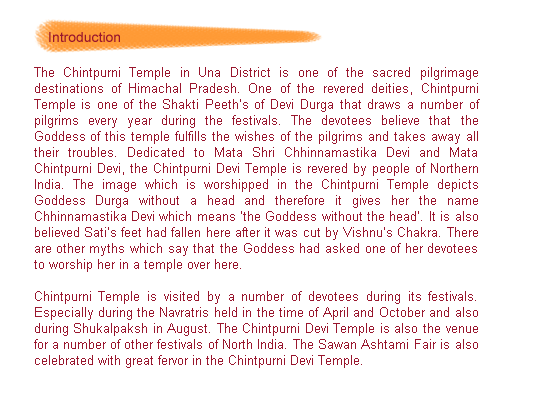 Introduction
The Chintpurni Temple in Una District is one of the sacred pilgrimage
destinations of Himachal Pradesh. One of the revered deities, Chintpurni
Temple is one of the Shakti Peeth's of Devi Durga that draws a number of
pilgrims every year during the festivals. The devotees believe that the
Goddess of this temple fulfills the wishes of the pilgrims and takes away all
their troubles. Dedicated to Mata Shri Chhinnamastika Devi and Mata
Chintpurni Devi, the Chintpurni Devi Temple is revered by people of Northern
India. The image which is worshipped in the Chintpurni Temple depicts
Goddess Durga without a head and therefore it gives her the name
Chhinnamastika Devi which means 'the Goddess without the head'. It is also
believed Sati's feet had fallen here after it was cut by Vishnu's Chakra. There
are other myths which say that the Goddess had asked one of her devotees
to worship her in a temple over here.
Chintpurni Temple is visited by a number of devotees during its festivals.
Especially during the Navratris held in the time of April and October and also
during Shukalpaksh in August. The Chintpurni Devi Temple is also the venue
for a number of other festivals of North India. The Sawan Ashtami Fair is also
celebrated with great fervor in the Chintpurni Devi Temple.